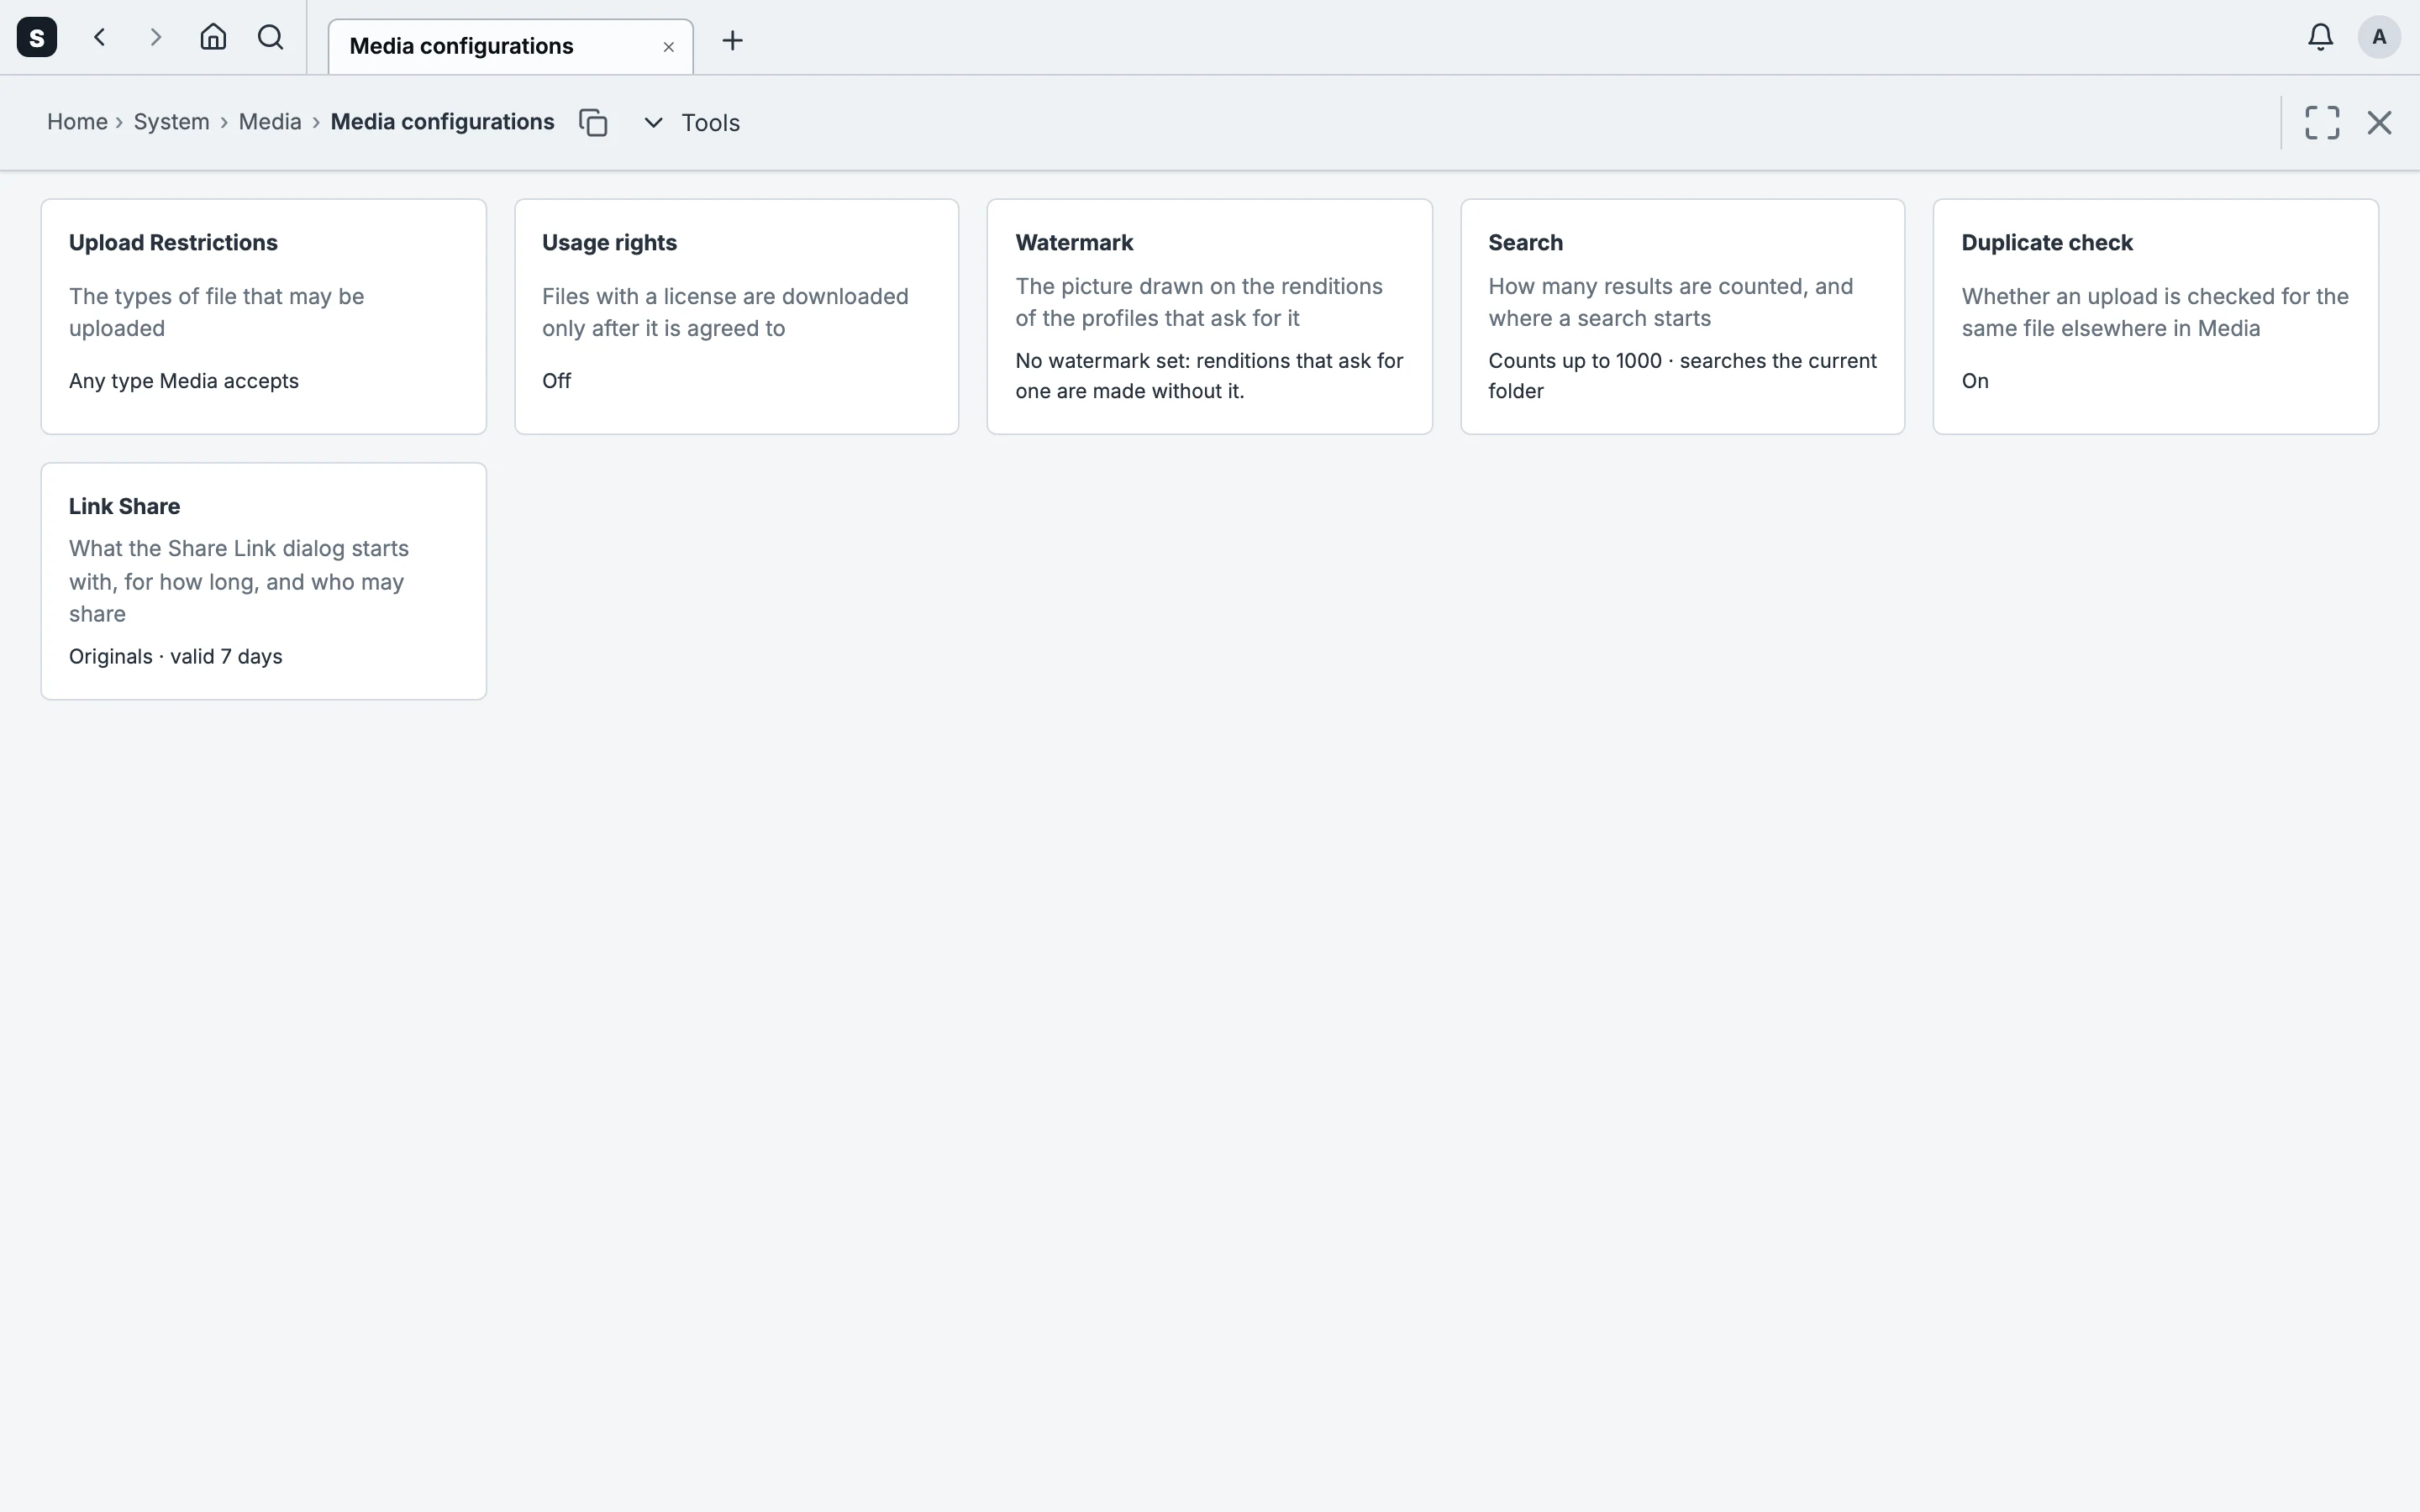 S
Media configurations
A
Home › System › Media › Media configurations
Tools
Upload Restrictions
The types of file that may be
uploaded
Any type Media accepts
Usage rights
Files with a license are downloaded
only after it is agreed to
Off
Watermark
The picture drawn on the renditions
of the profiles that ask for it
No watermark set: renditions that ask for
one are made without it.
Search
How many results are counted, and
where a search starts
Counts up to 1000 · searches the current
folder
Duplicate check
Whether an upload is checked for the
same file elsewhere in Media
On
Link Share
What the Share Link dialog starts
with, for how long, and who may
share
Originals · valid 7 days